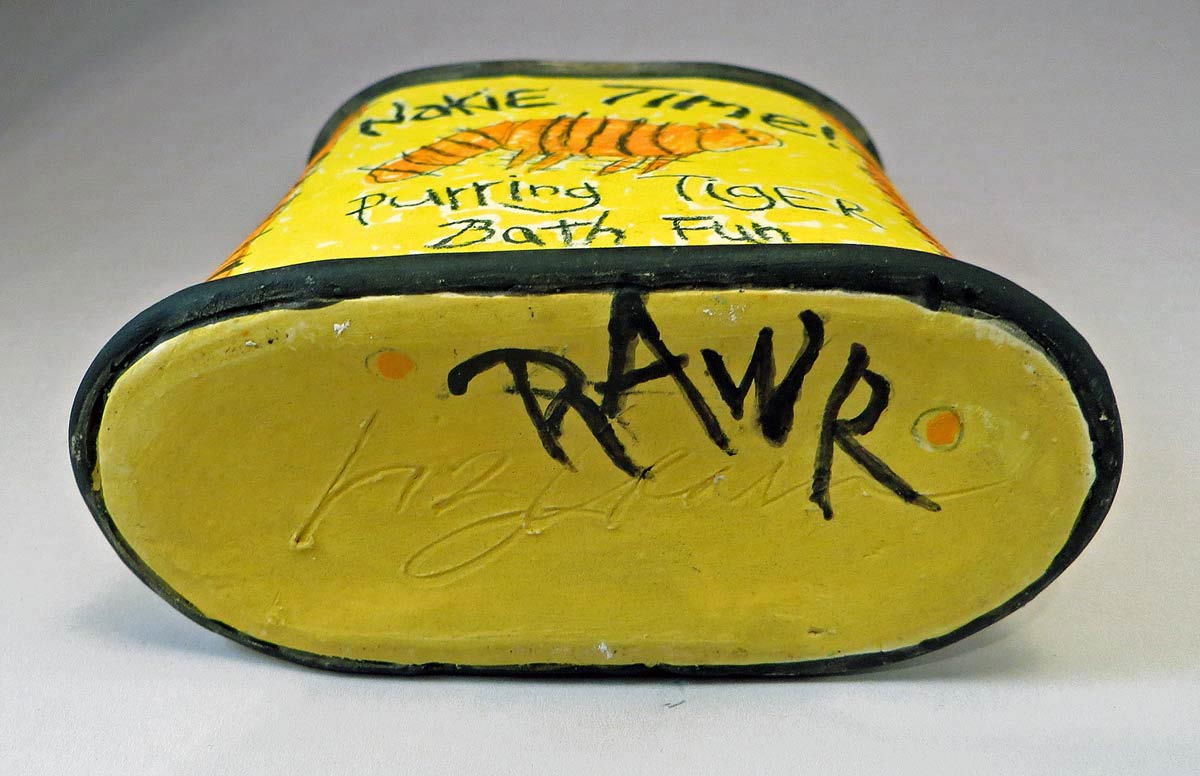 NakiE Time!
Purring TigER
Bath Fun
RAWR